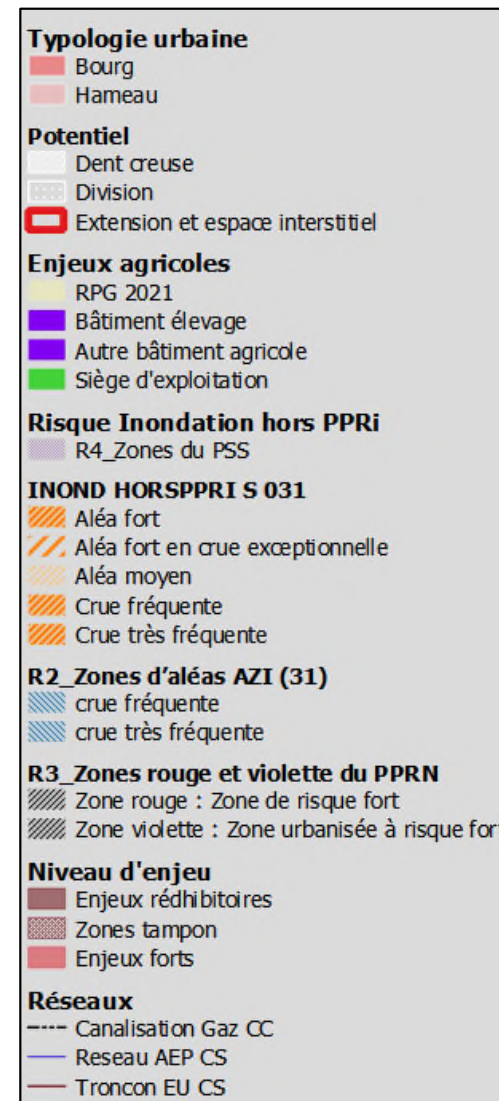 Typologie urbaine
Bourg
Hameau
Potentiel
Dent creuse
Division
Extension et espace interstitiel
Enjeux agricoles
RPG 2021
Bâtiment élevage
Autre bâtiment agricole
Siège d'exploitation
Risque Inondation hors PPRi
R4_Zones du PSS
INOND HORSPPRI S 031
Aléa fort
Aléa fort en crue exceptionnelle
Aléa moyen
Crue fréquente
Crue très fréquente
R2_Zones d’aléas AZI (31)
crue fréquente
crue très fréquente
R3_Zones rouge et violette du PPRN
Zone rouge : Zone de risque fort
Zone violette : Zone urbanisée à risque fort
Niveau d'enjeu
Enjeux rédhibitoires
Zones tampon
Enjeux forts
Réseaux
Canalisation Gaz CC
Reseau AEP CS
Troncon EU CS